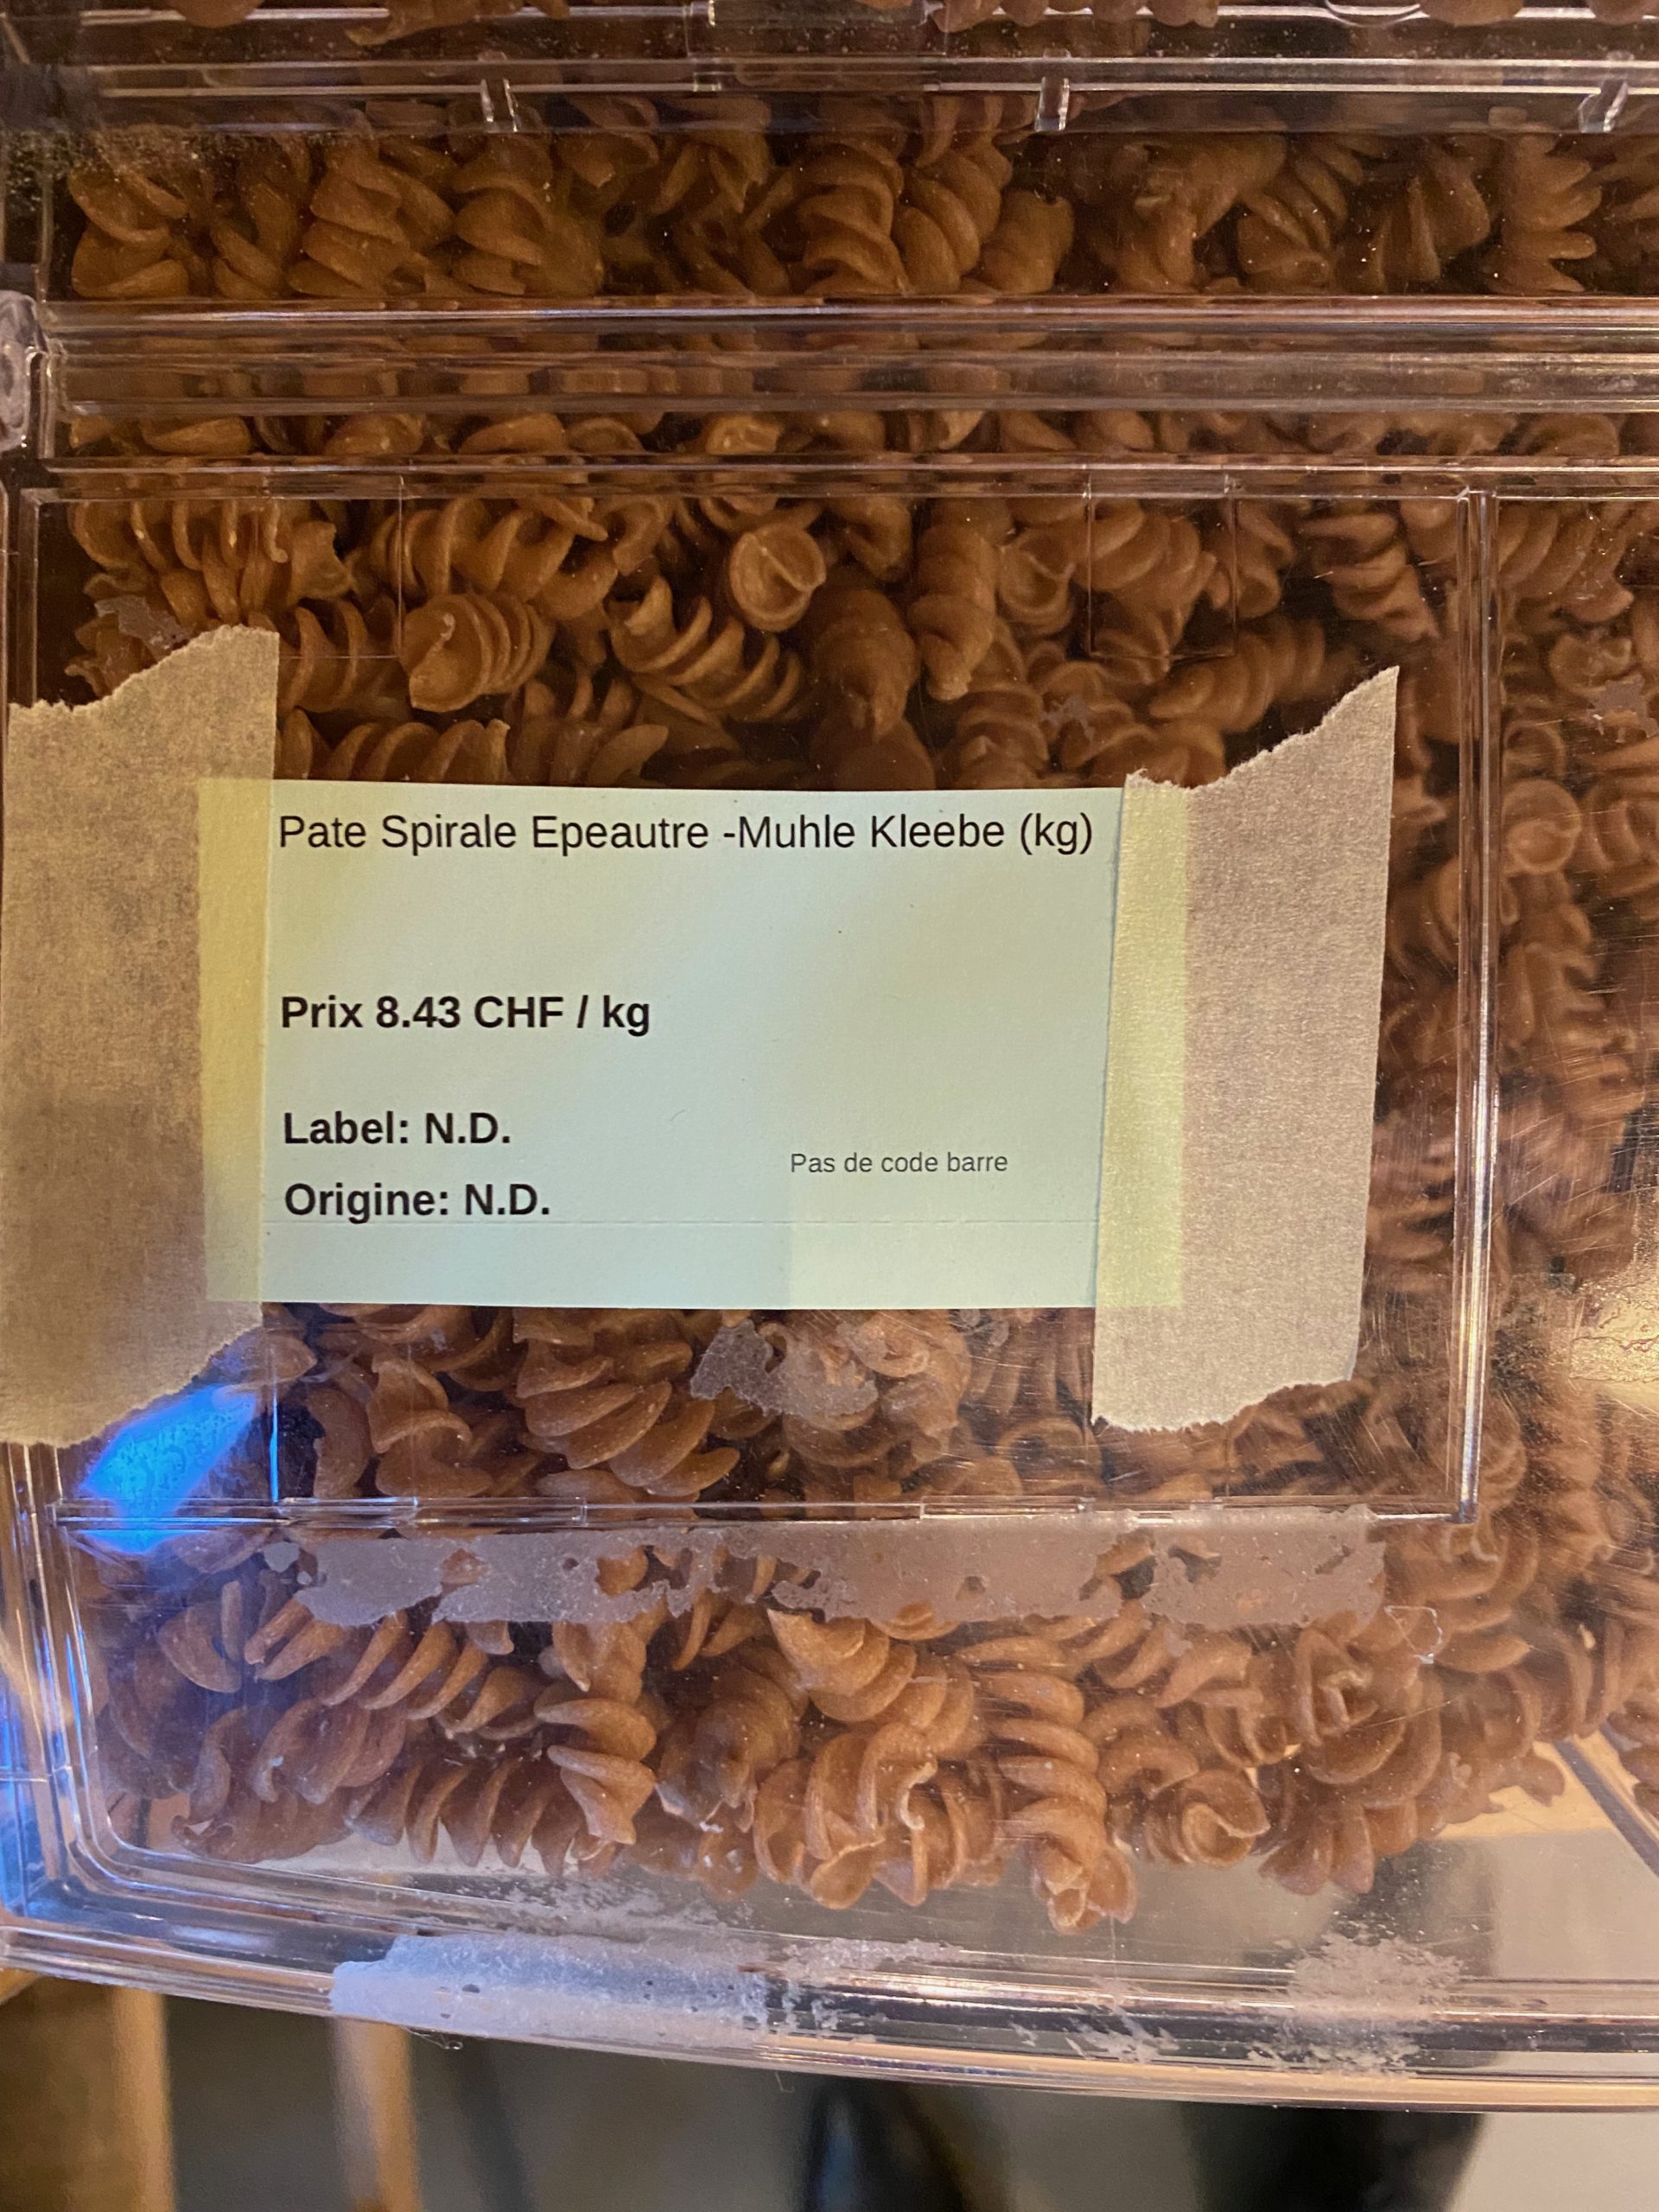 Pate Spirale Epeautre -Muhle Kleebe (kg)
Prix 8.43 CHF / kg
Label: N.D.
Pas de code barre
Origine: N.D.